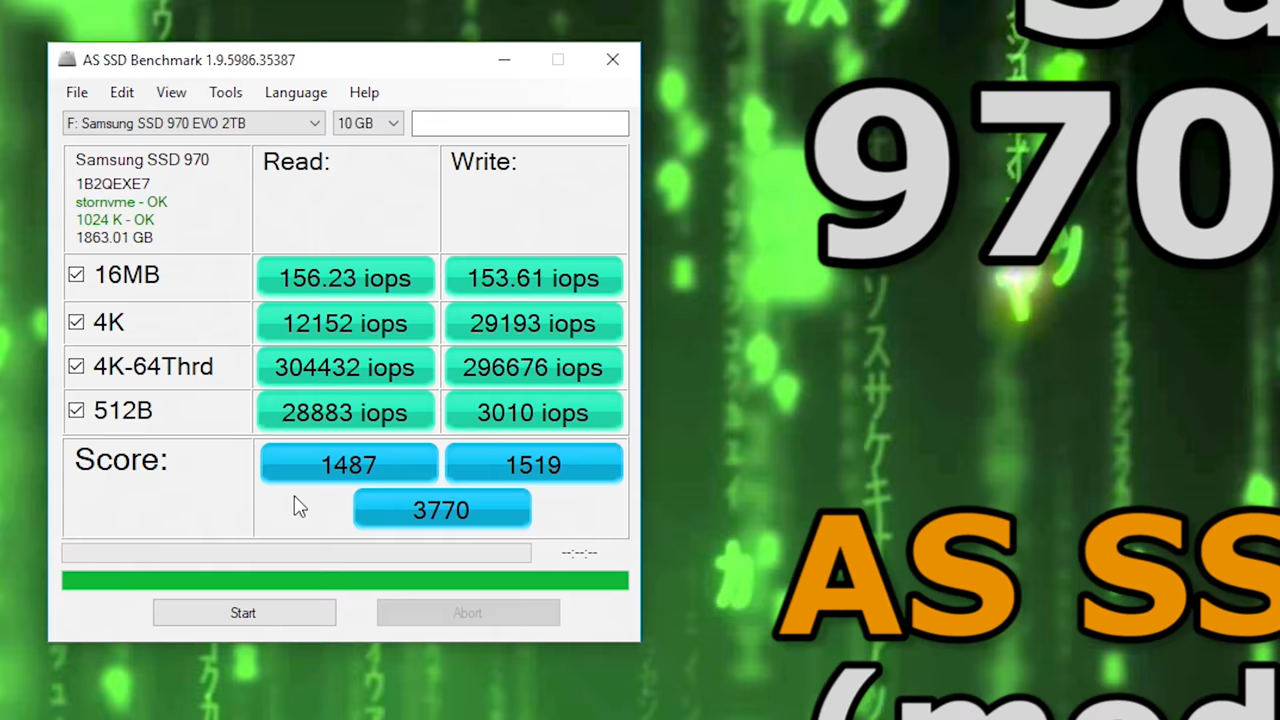 AS SSD Benchmark 1.9.5986.35387
File Edit View Tools Language Help
F: Samsung SSD 970 EVO 2TB 10 GB
Samsung SSD 970
1B2QEXE7
stornvme - OK
1024 K - OK
1863.01 GB
Read: Write:
16MB 156.23 iops 153.61 iops
4K 12152 iops 29193 iops
4K-64Thrd 304432 iops 296676 iops
512B 28883 iops 3010 iops
Score: 1487 1519
3770
--:--:--
Start Abort
Sa
970
AS SS
(mod